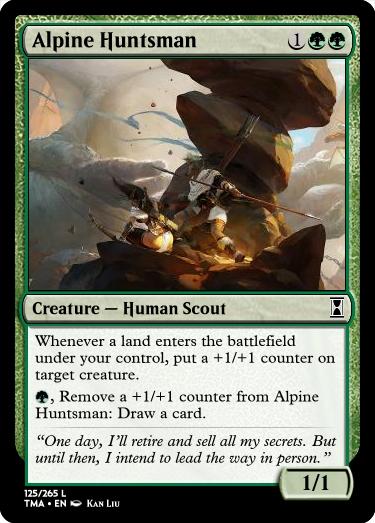 Alpine Huntsman 1
Creature — Human Scout
Whenever a land enters the battlefield
under your control, put a +1/+1 counter on
target creature.
, Remove a +1/+1 counter from Alpine
Huntsman: Draw a card.
“One day, I’ll retire and sell all my secrets. But
until then, I intend to lead the way in person.”
1/1
125/265 L
TMA • EN Kan Liu